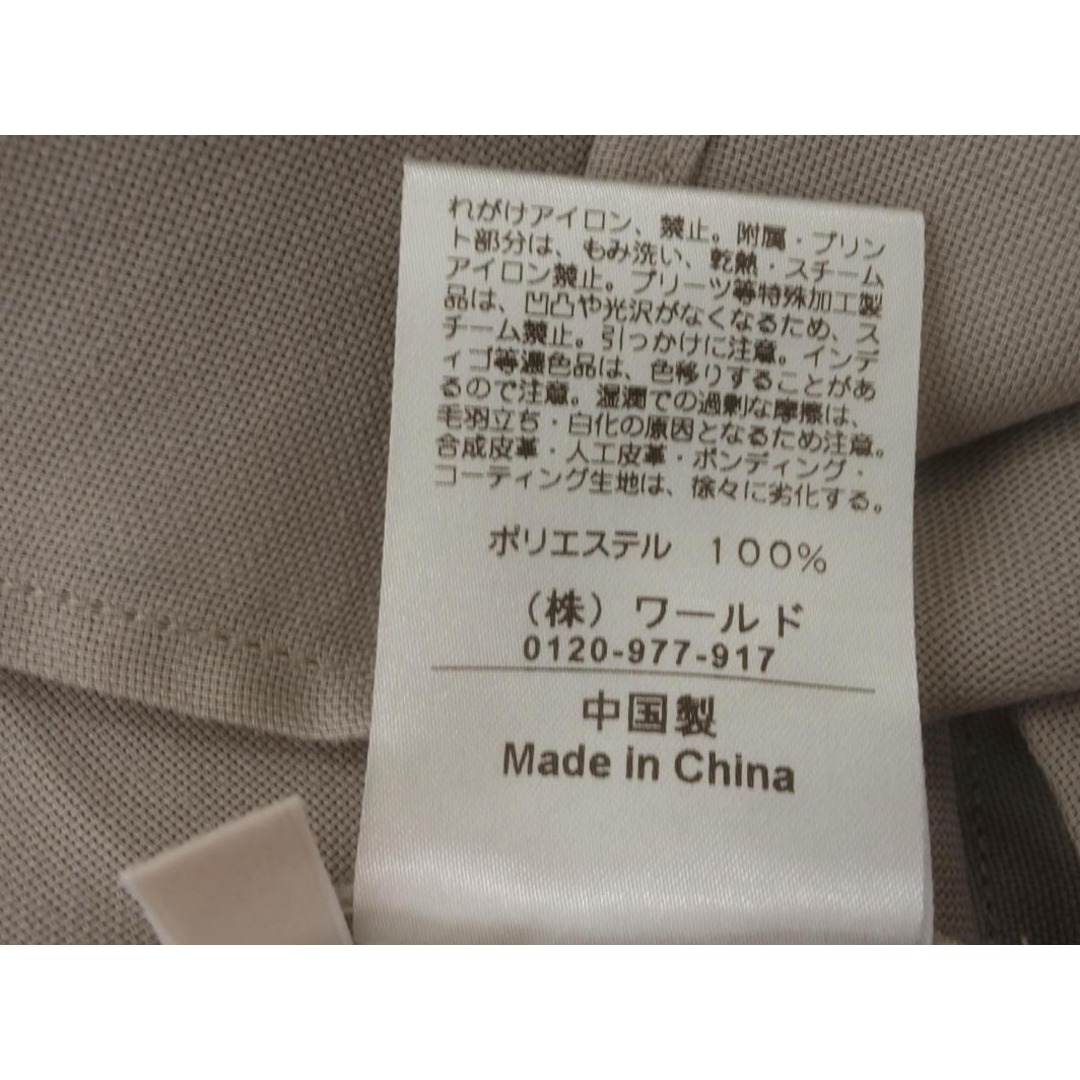 れがけアイロン、禁止。附属・プリン
ト部分は、もみ洗い、乾熱・スチーム
アイロン禁止。プリーツ等特殊加工製
品は、凹凸や光沢がなくなるため、ス
チーム禁止。引っかけに注意。インデ
ィゴ等濃色品は、色移りすることがあ
るので注意。湿潤での過剰な摩擦は、
毛羽立ち・白化の原因となるため注意。
合成皮革・人工皮革・ボンディング・
コーティング生地は、徐々に劣化する。
ポリエステル 100%
(株) ワールド
0120-977-917
中国製
Made in China